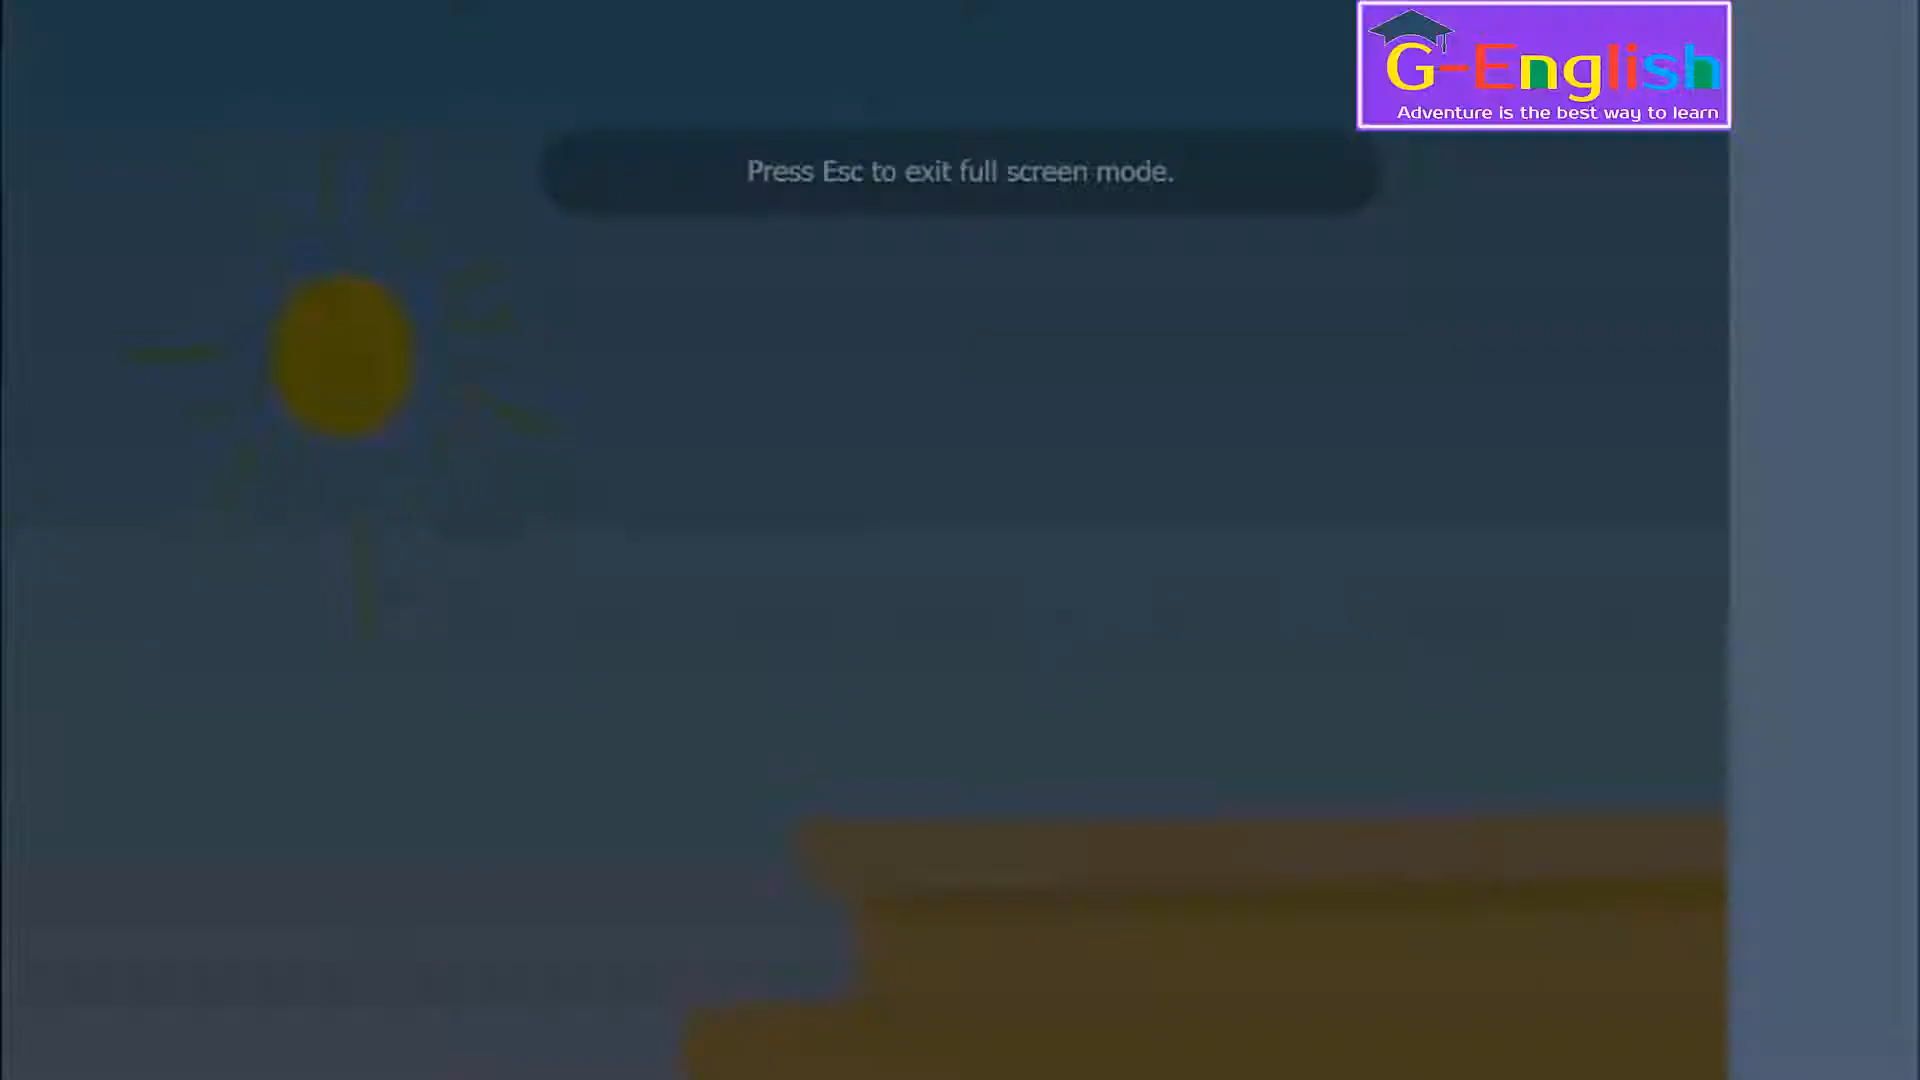 G-English
Adventure is the best way to learn
Press Esc to exit full screen mode.